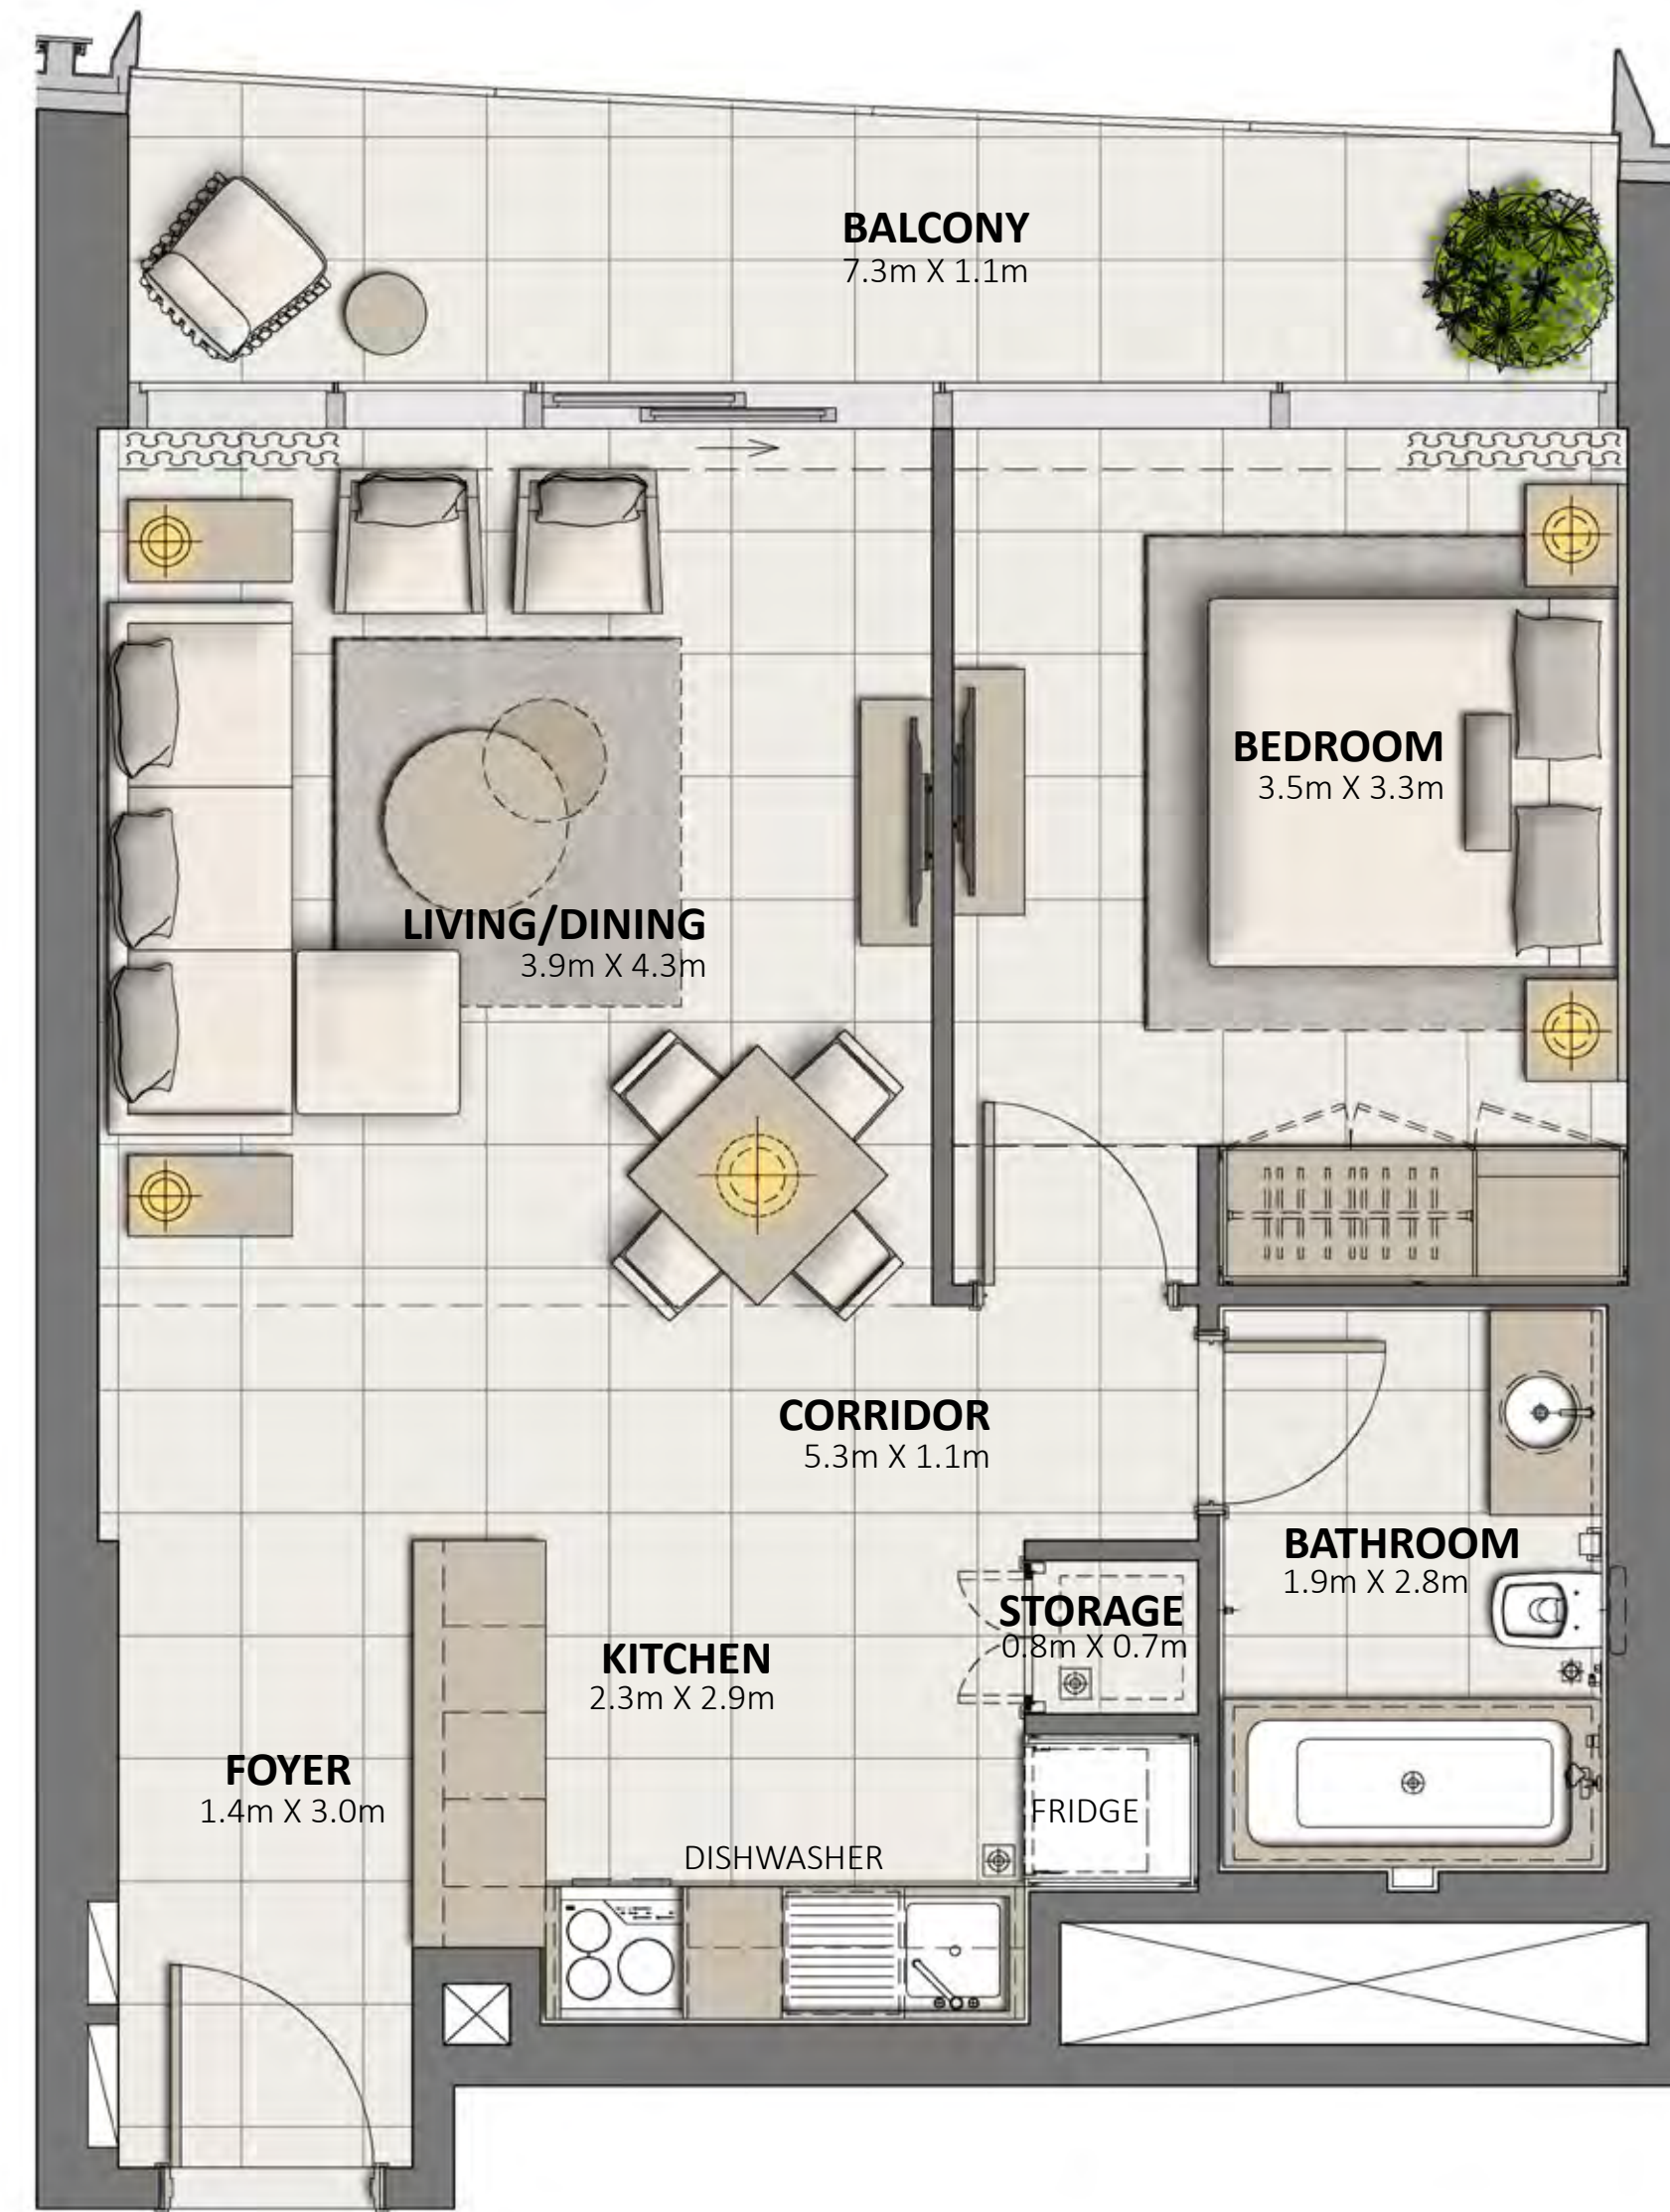 BALCONY
7.3m X 1.1m
BEDROOM
3.5m X 3.3m
LIVING/DINING
3.9m X 4.3m
CORRIDOR
5.3m X 1.1m
BATHROOM
1.9m X 2.8m
STORAGE
0.8m X 0.7m
KITCHEN
2.3m X 2.9m
FOYER
1.4m X 3.0m
FRIDGE
DISHWASHER